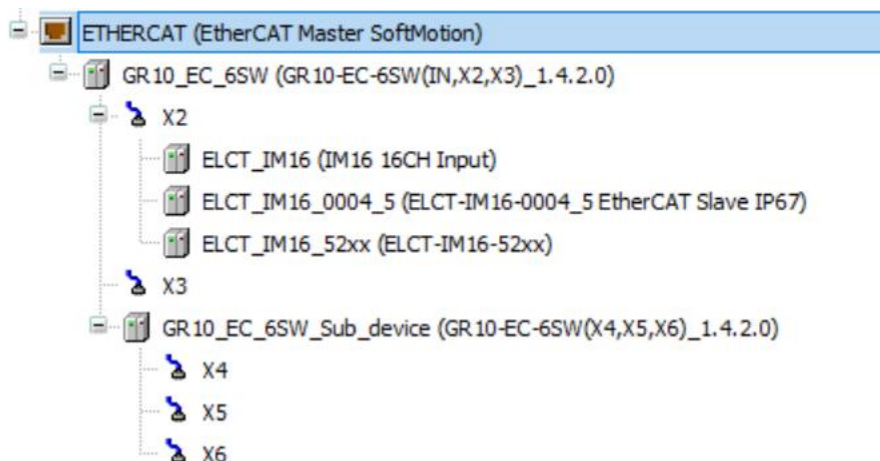 ETHERCAT (EtherCAT Master SoftMotion)
GR10_EC_6SW (GR10-EC-6SW(IN,X2,X3)_1.4.2.0)
X2
ELCT_IM16 (IM16 16CH Input)
ELCT_IM16_0004_5 (ELCT-IM16-0004_5 EtherCAT Slave IP67)
ELCT_IM16_52xx (ELCT-IM16-52xx)
X3
GR10_EC_6SW_Sub_device (GR10-EC-6SW(X4,X5,X6)_1.4.2.0)
X4
X5
X6